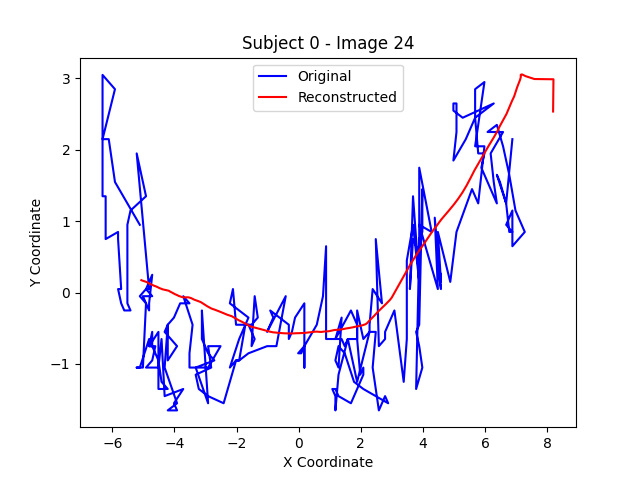 Subject 0 - Image 24
Original
Reconstructed
Y Coordinate
3
2
1
0
−1
−6 −4 −2 0 2 4 6 8
X Coordinate